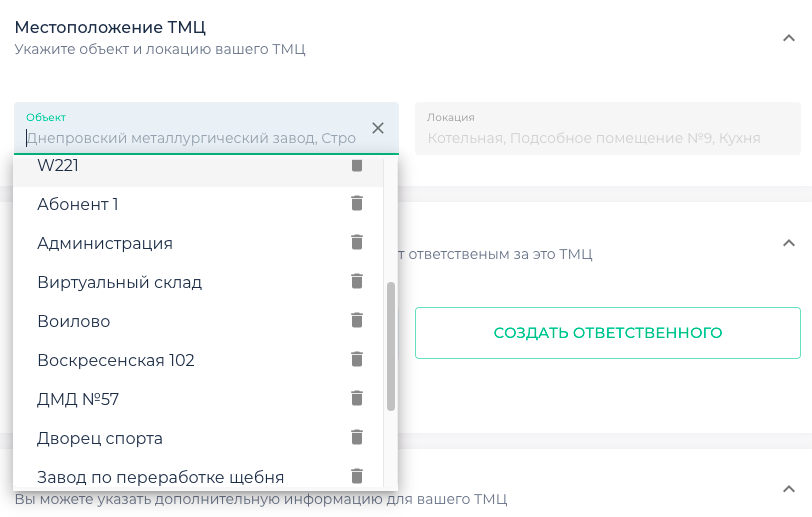 Местоположение ТМЦ
Укажите объект и локацию вашего ТМЦ
Объект
Днепровский металлургический завод, Стро
Локация
Котельная, Подсобное помещение №9, Кухня
W221
Абонент 1
Администрация
т ответственым за это ТМЦ
Виртуальный склад
Воилово
СОЗДАТЬ ОТВЕТСТВЕННОГО
Воскресенская 102
ДМД №57
Дворец спорта
Завод по переработке щебня
Вы можете указать дополнительную информацию для вашего ТМЦ